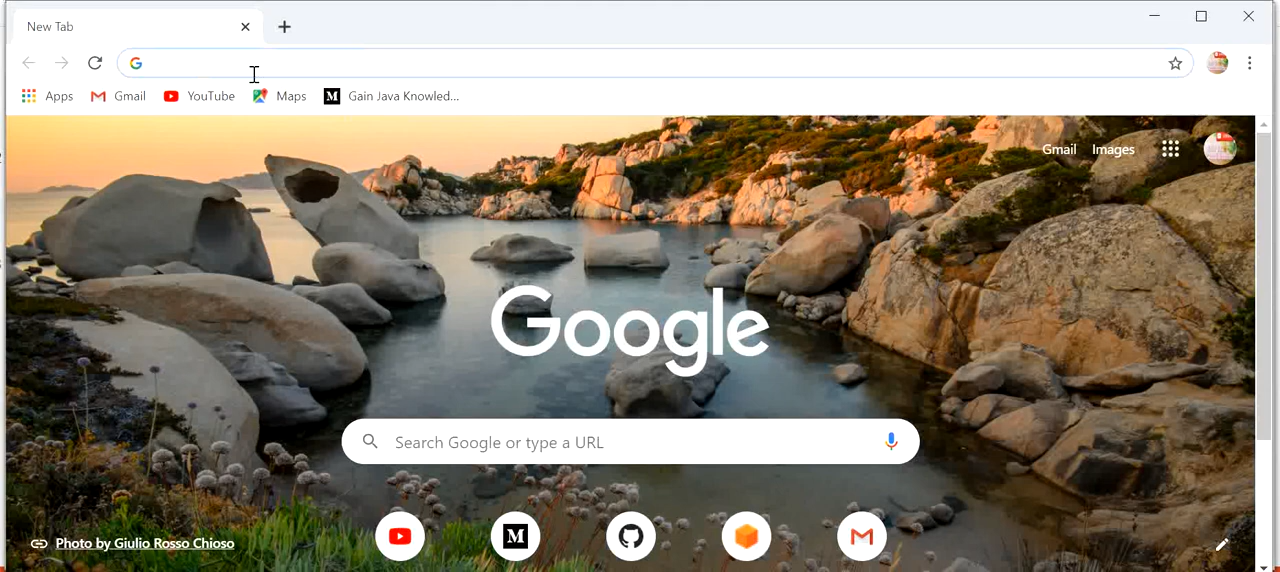 New Tab
Apps Gmail YouTube Maps Gain Java Knowled...
Gmail Images
Google
Search Google or type a URL
Photo by Giulio Rosso Chioso